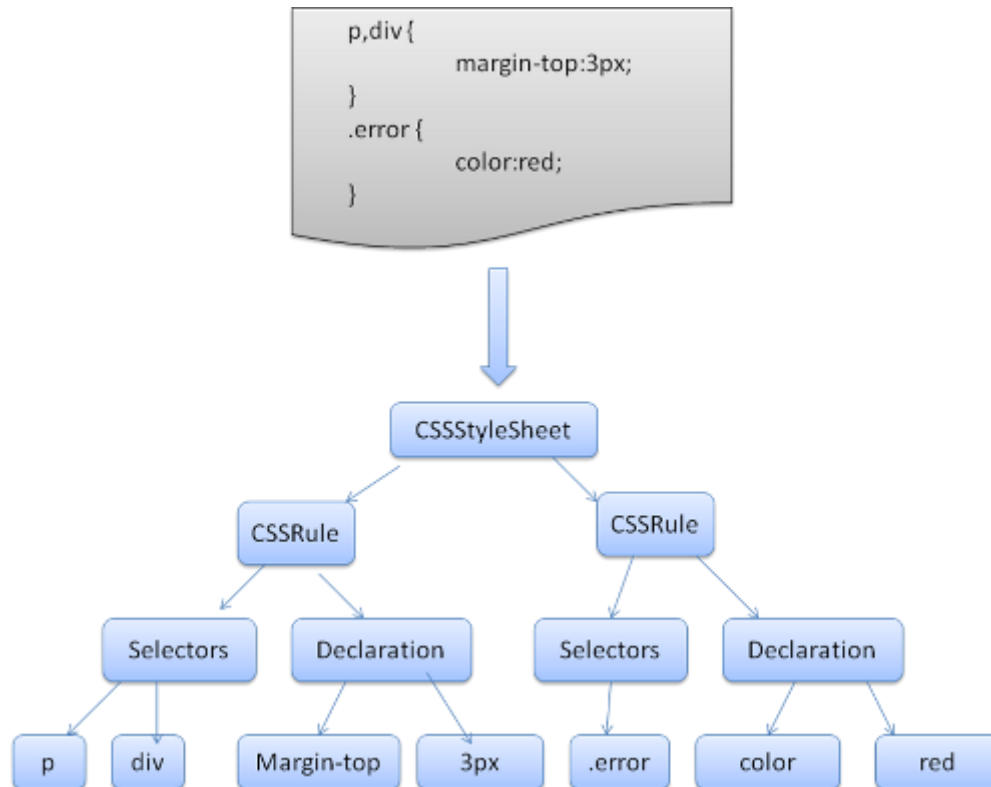 p,div {
margin-top:3px;
}
.error {
color:red;
}
CSSStyleSheet
CSSRule
CSSRule
Selectors
Declaration
Selectors
Declaration
p
div
Margin-top
3px
.error
color
red